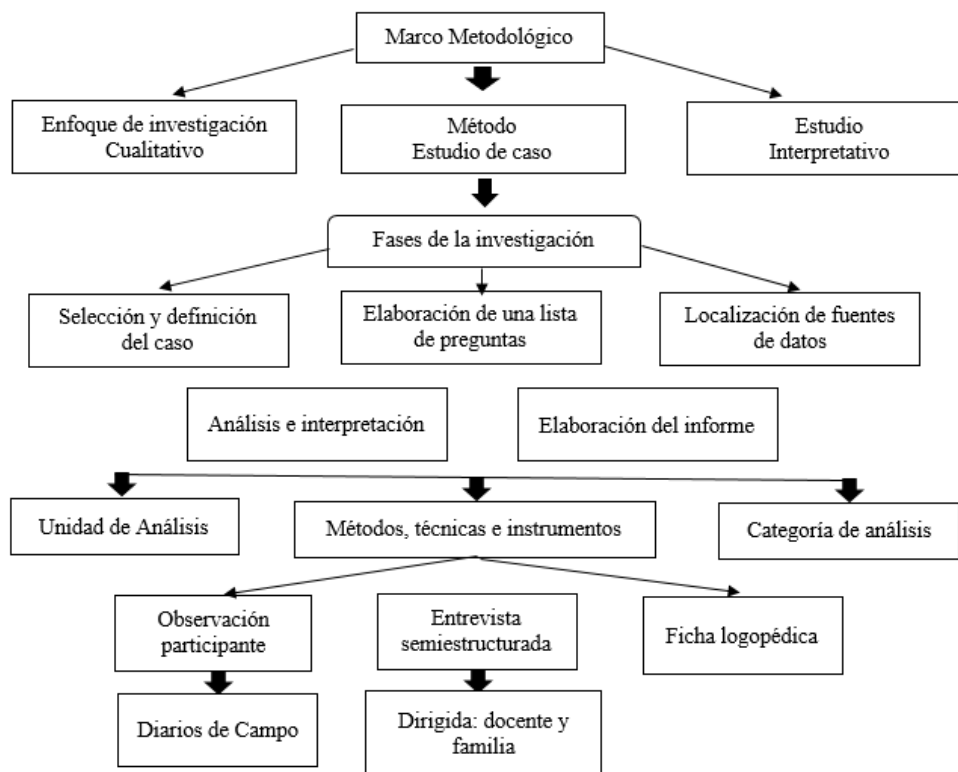 Marco Metodológico
Enfoque de investigación
Cualitativo
Método
Estudio de caso
Estudio
Interpretativo
Fases de la investigación
Selección y definición
del caso
Elaboración de una lista
de preguntas
Localización de fuentes
de datos
Análisis e interpretación
Elaboración del informe
Unidad de Análisis
Métodos, técnicas e instrumentos
Categoría de análisis
Observación
participante
Entrevista
semiestructurada
Ficha logopédica
Diarios de Campo
Dirigida: docente y
familia